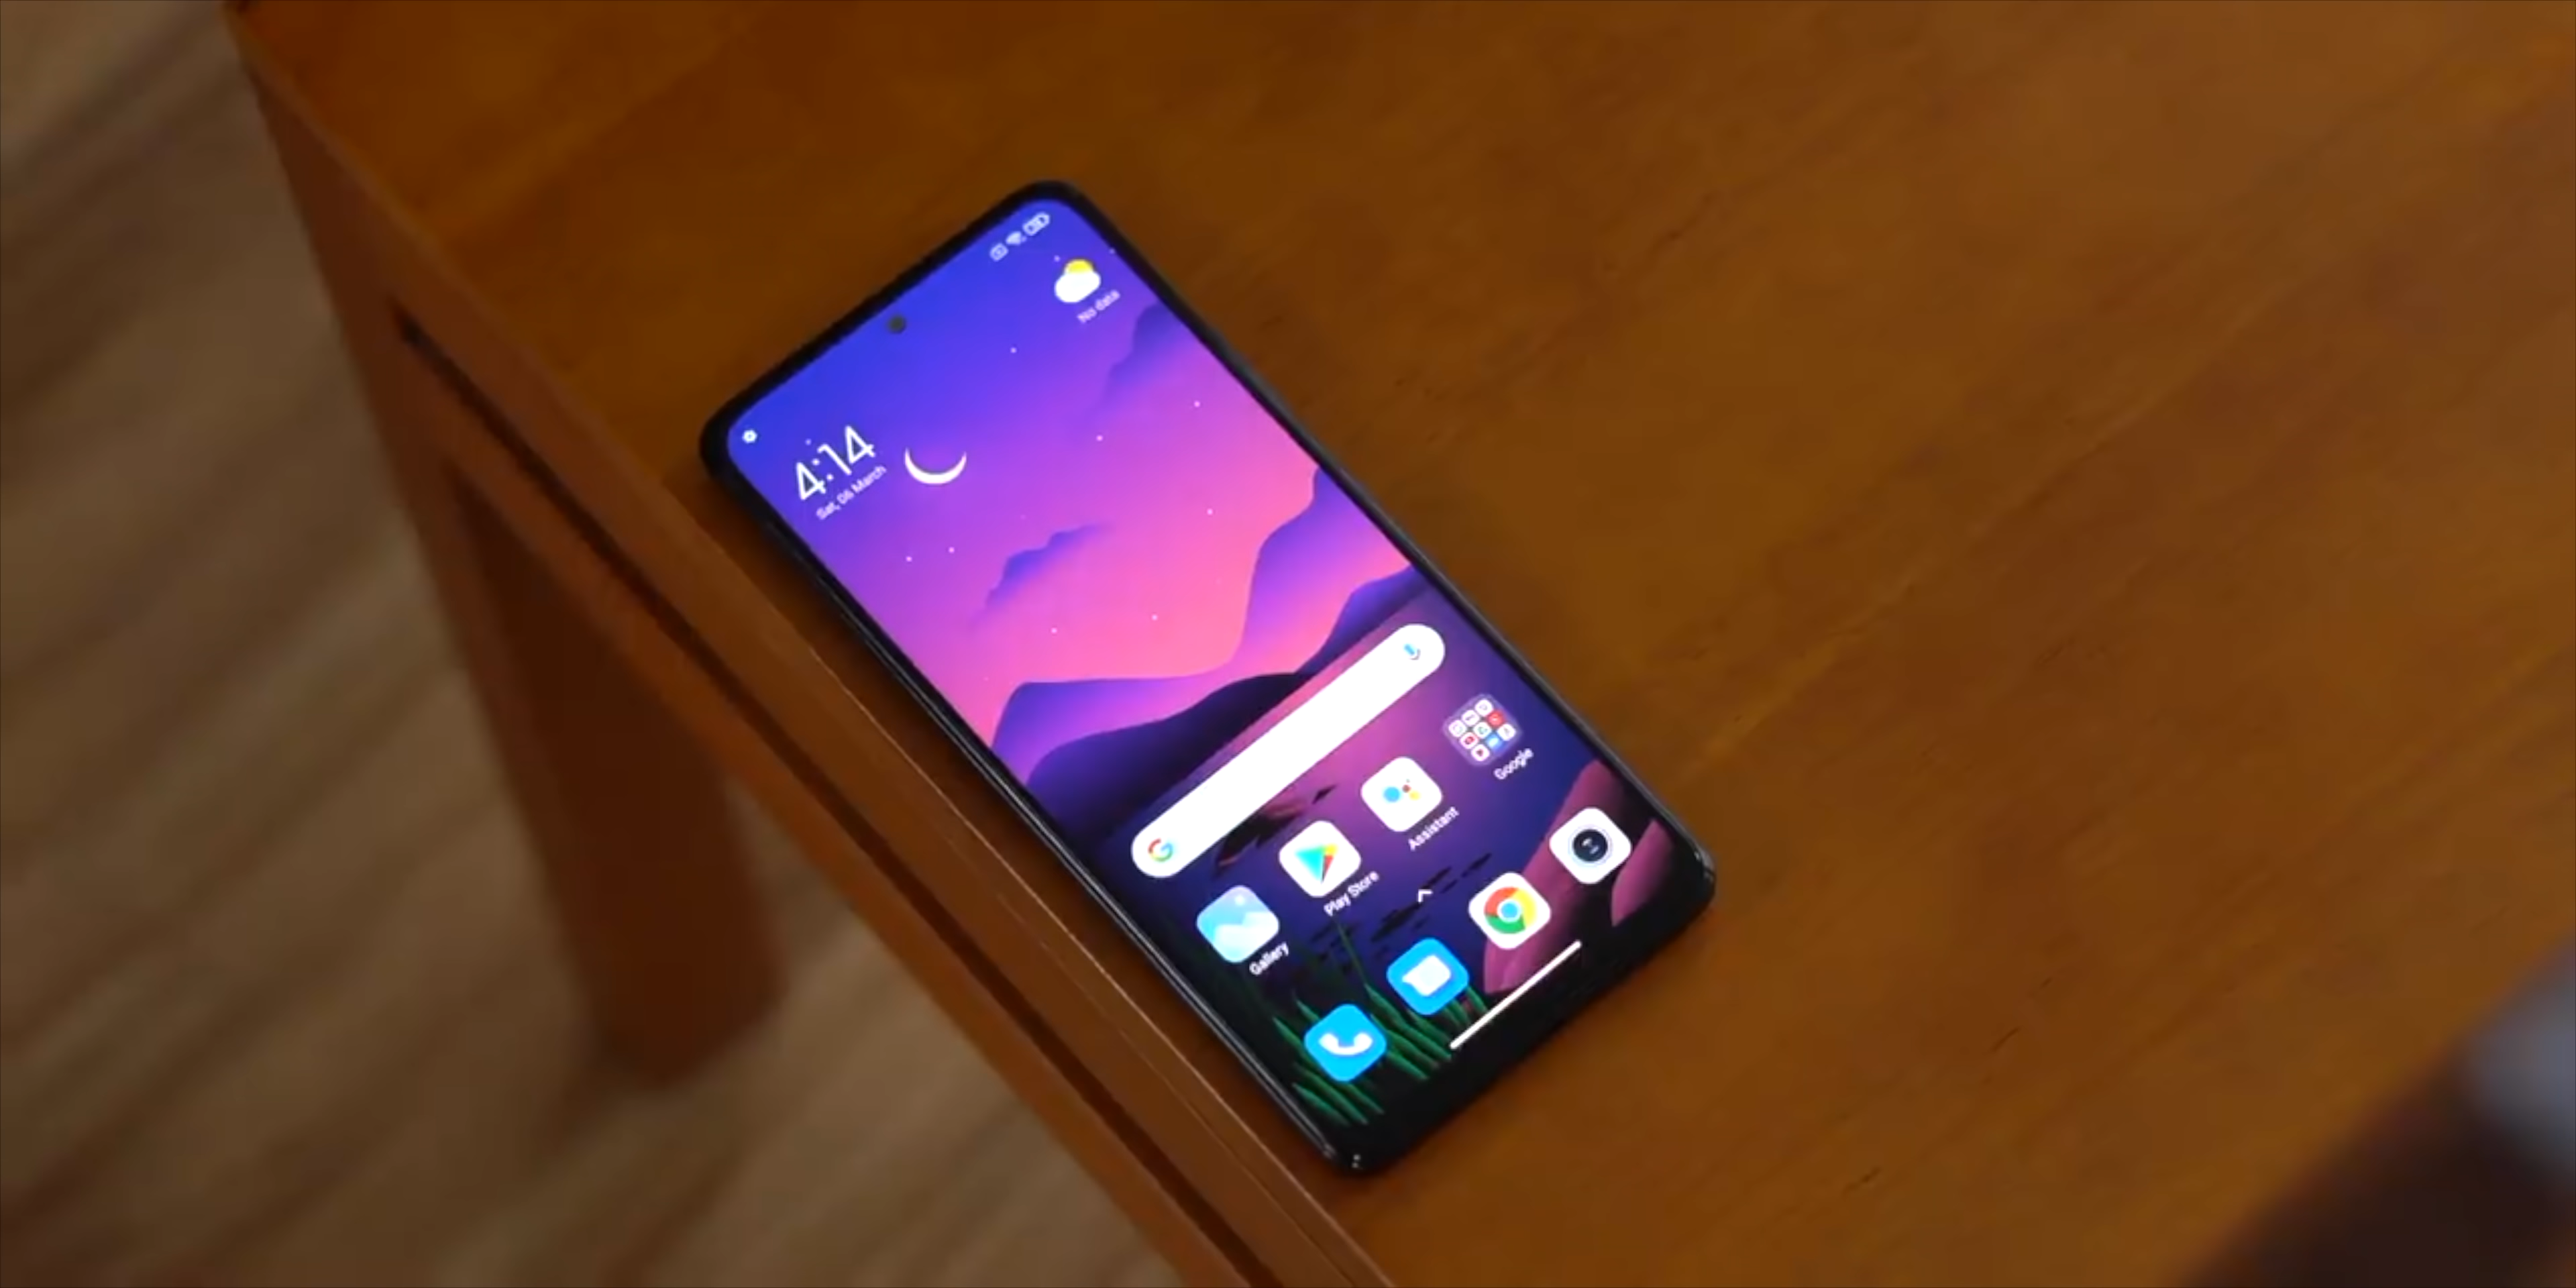 No data
4:14
Sat, 06 March
Google
Assistant
Play Store
Gallery